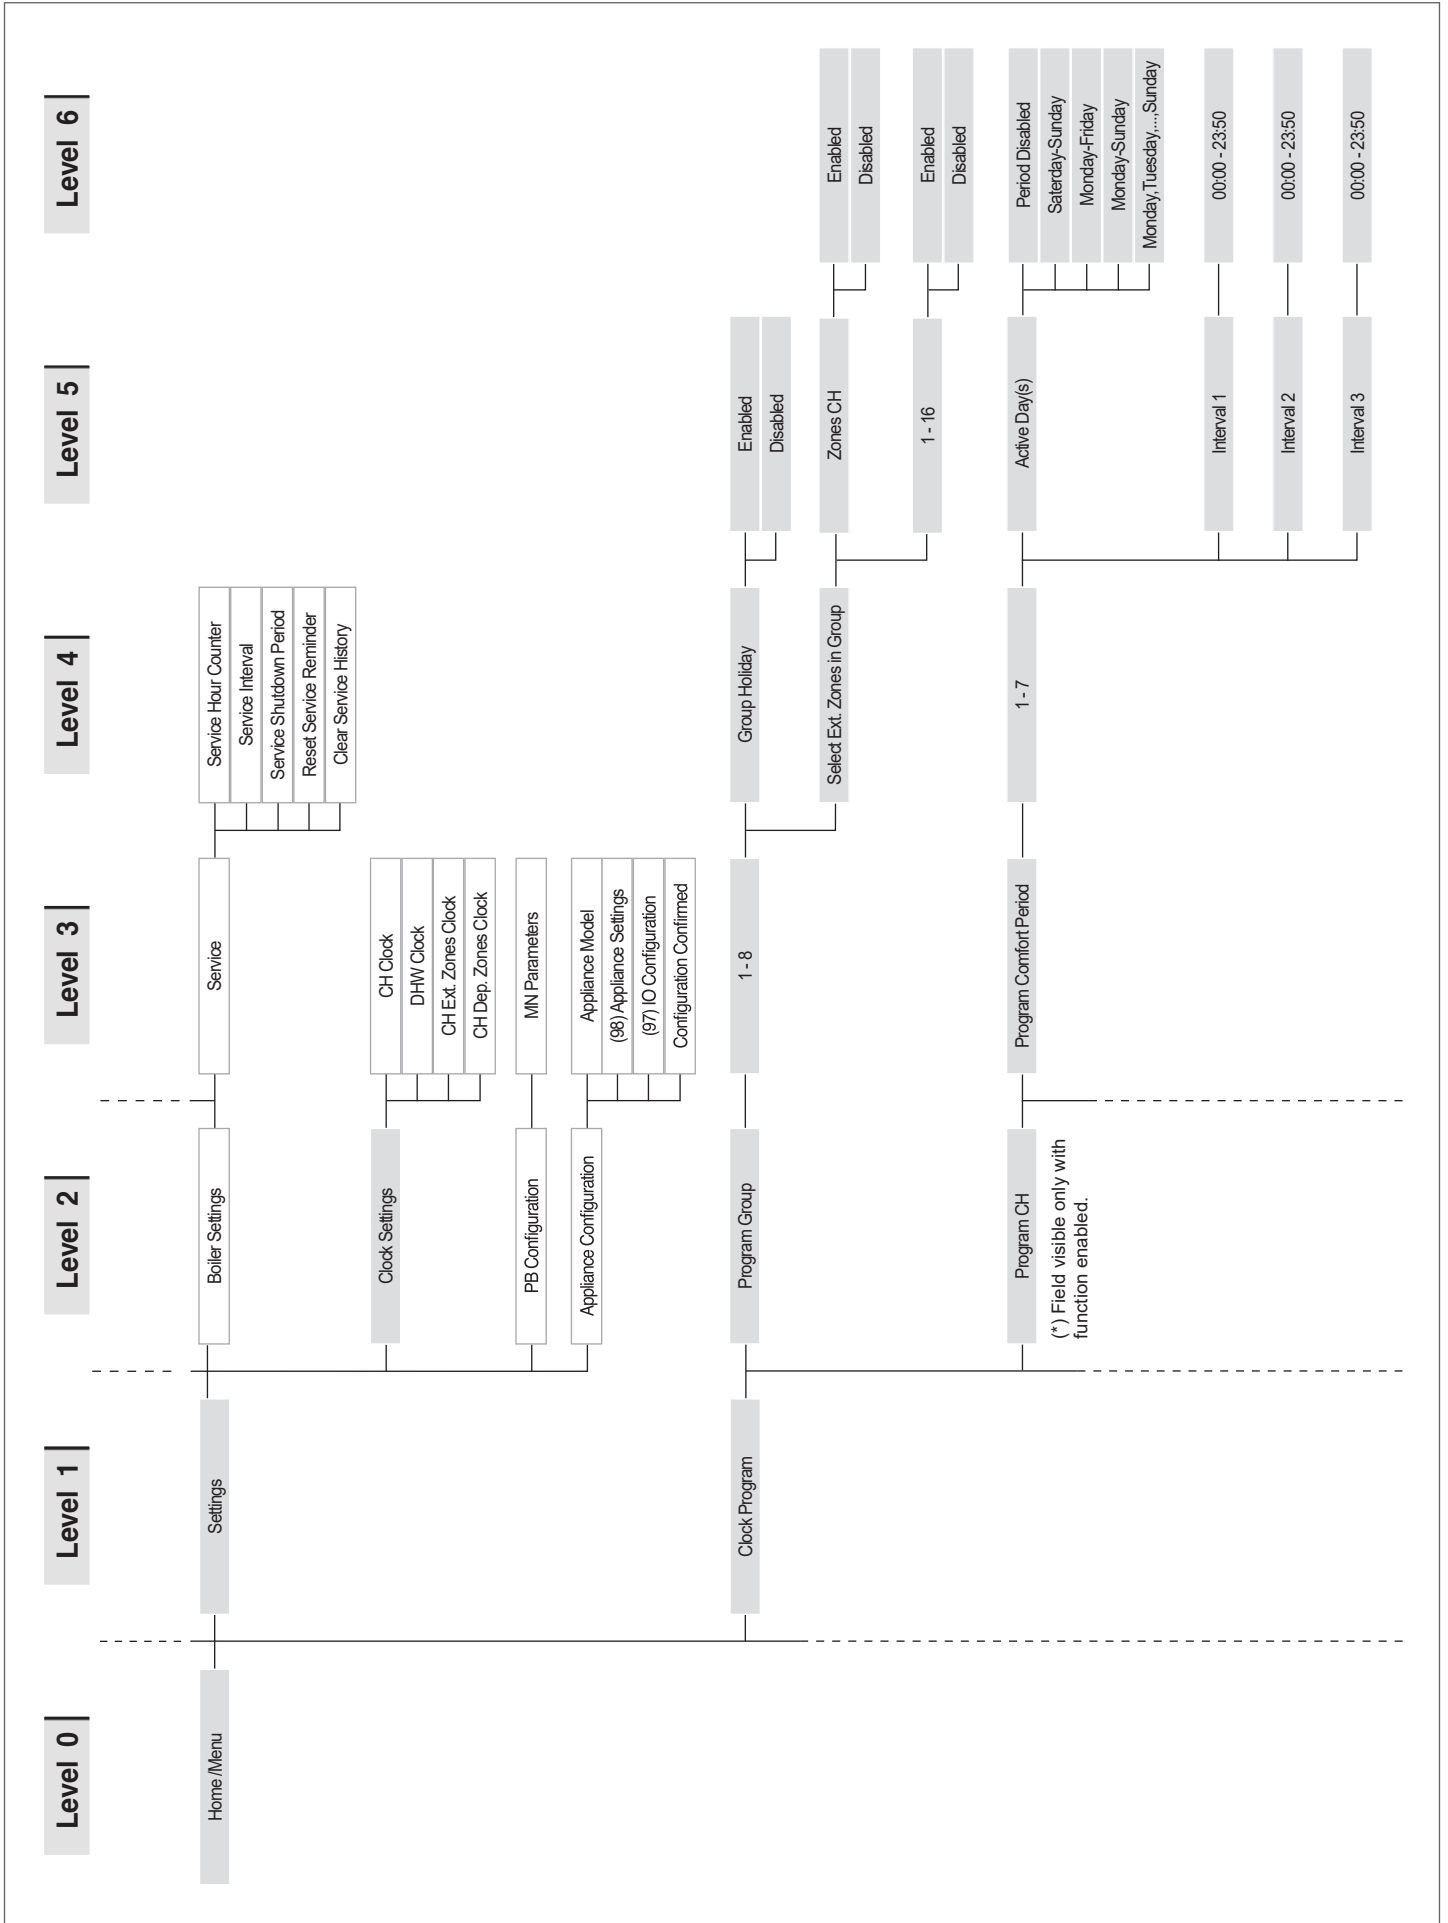 Level 0
Level 1
Level 2
Level 3
Level 4
Level 5
Level 6
Home /Menu
Settings
Boiler Settings
Service
Service Hour Counter
Service Interval
Service Shutdown Period
Reset Service Reminder
Clear Service History
Clock Settings
CH Clock
DHW Clock
CH Ext. Zones Clock
CH Dep. Zones Clock
PB Configuration
MN Parameters
Appliance Configuration
Appliance Model
(98) Appliance Settings
(97) IO Configuration
Configuration Confirmed
Clock Program
Program Group
1 - 8
Group Holiday
Enabled
Disabled
Select Ext. Zones in Group
Zones CH
Enabled
Disabled
1 - 16
Enabled
Disabled
Program CH
(*) Field visible only with
function enabled.
Program Comfort Period
1 - 7
Active Day(s)
Period Disabled
Saterday-Sunday
Monday-Friday
Monday-Sunday
Monday,Tuesday,...,Sunday
Interval 1
00:00 - 23:50
Interval 2
00:00 - 23:50
Interval 3
00:00 - 23:50